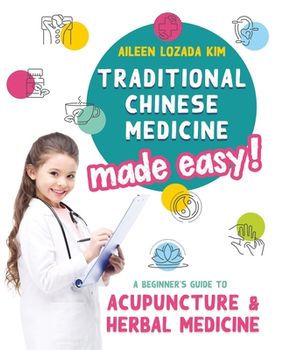 AILEEN LOZADA KIM
TRADITIONAL
CHINESE
MEDICINE
made easy!
A BEGINNER'S GUIDE TO
ACUPUNCTURE &
HERBAL MEDICINE